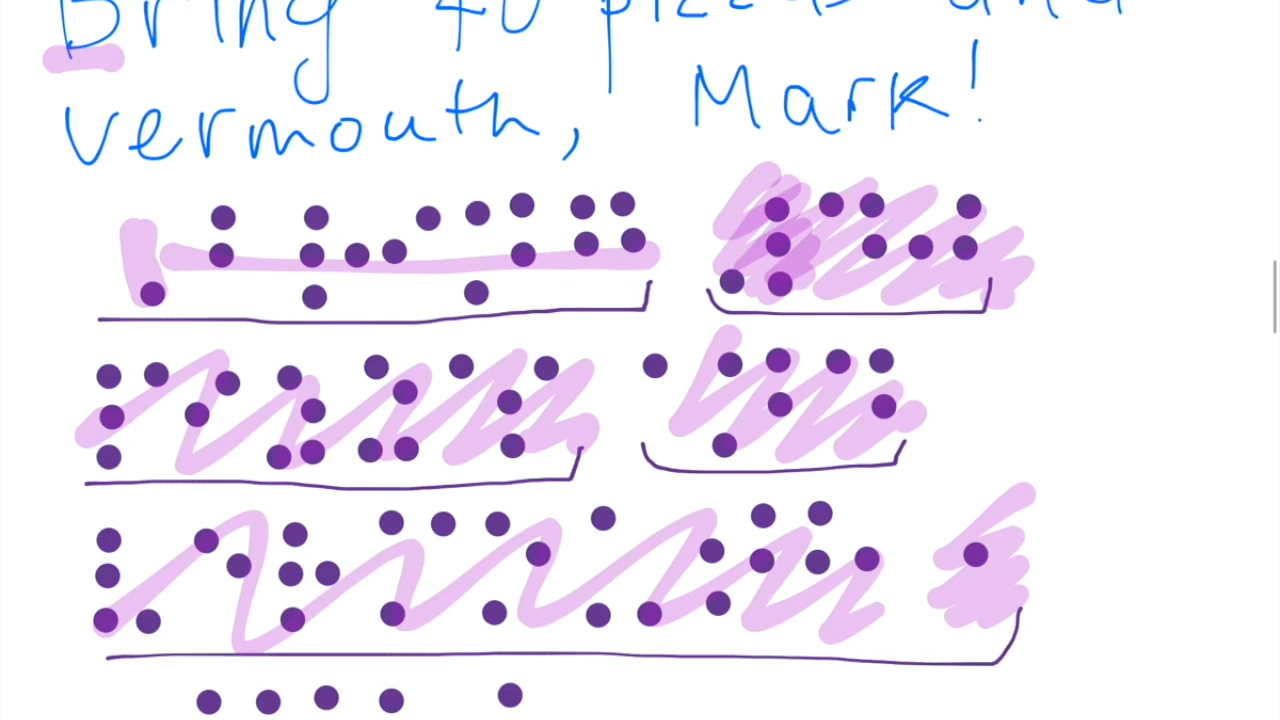 Bring 40 pizzas and
vermouth, Mark!
⠠⠃⠗⠊⠝⠛ ⠼⠙⠚
⠏⠊⠵⠵⠁⠎ ⠁⠝⠙
⠧⠑⠗⠍⠕⠥⠞⠓⠂